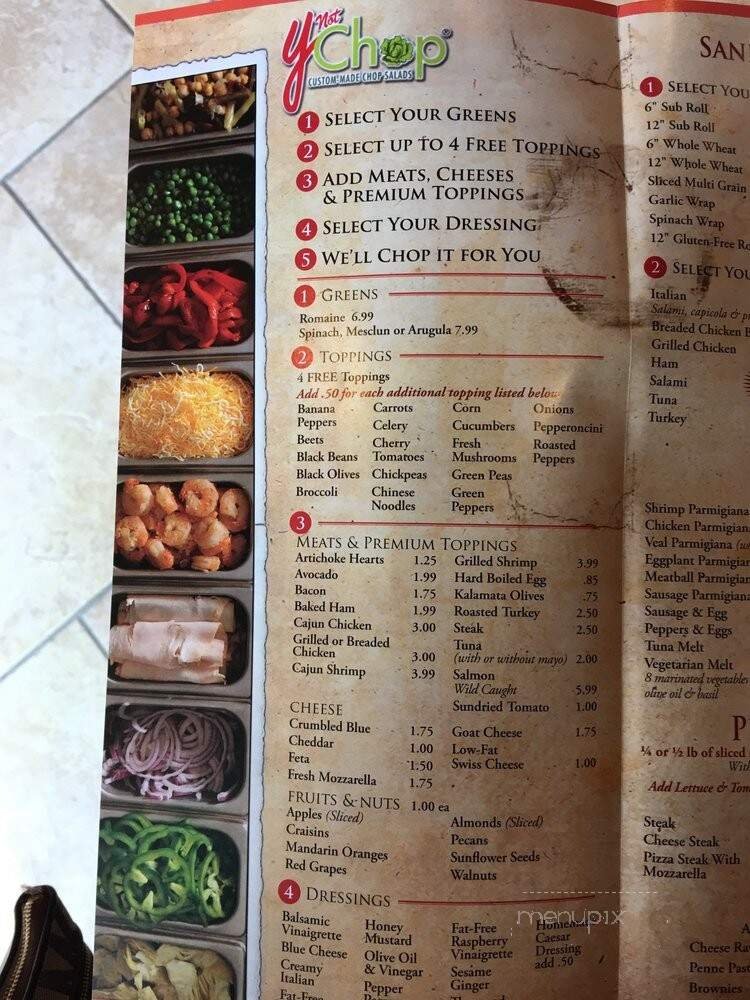 y Not Chop®
CUSTOM-MADE CHOP SALADS
1 SELECT YOUR GREENS
2 SELECT UP TO 4 FREE TOPPINGS
3 ADD MEATS, CHEESES
& PREMIUM TOPPINGS
4 SELECT YOUR DRESSING
5 WE'LL CHOP IT FOR YOU
1 GREENS
Romaine 6.99
Spinach, Mesclun or Arugula 7.99
2 TOPPINGS
4 FREE Toppings
Add .50 for each additional topping listed below
Banana
Peppers
Beets
Black Beans
Black Olives
Broccoli
Carrots
Celery
Cherry
Tomatoes
Chickpeas
Chinese
Noodles
Corn
Cucumbers
Fresh
Mushrooms
Green Peas
Green
Peppers
Onions
Pepperoncini
Roasted
Peppers
3
MEATS & PREMIUM TOPPINGS
Artichoke Hearts 1.25
Avocado 1.99
Bacon 1.75
Baked Ham 1.99
Cajun Chicken 3.00
Grilled or Breaded
Chicken 3.00
Cajun Shrimp 3.99
Grilled Shrimp 3.99
Hard Boiled Egg .85
Kalamata Olives .75
Roasted Turkey 2.50
Steak 2.50
Tuna
(with or without mayo) 2.00
Salmon
Wild Caught 5.99
Sundried Tomato 1.00
CHEESE
Crumbled Blue 1.75
Cheddar 1.00
Feta 1.50
Fresh Mozzarella 1.75
Goat Cheese 1.75
Low-Fat
Swiss Cheese 1.00
FRUITS & NUTS 1.00 ea
Apples (Sliced)
Craisins
Mandarin Oranges
Red Grapes
Almonds (Sliced)
Pecans
Sunflower Seeds
Walnuts
4 DRESSINGS
Balsamic
Vinaigrette
Blue Cheese
Creamy
Italian
Fat-Free
Honey
Mustard
Olive Oil
& Vinegar
Pepper
Fat-Free
Raspberry
Vinaigrette
Sesame
Ginger
Caesar
Dressing
add .50
menupix
SAN
1 SELECT YOU
6" Sub Roll
12" Sub Roll
6" Whole Wheat
12" Whole Wheat
Sliced Multi Grain
Garlic Wrap
Spinach Wrap
12" Gluten-Free Ro
2 SELECT YOU
Italian
Salami, capicola & p
Breaded Chicken B
Grilled Chicken
Ham
Salami
Tuna
Turkey
Shrimp Parmigiana
Chicken Parmigian
Veal Parmigiana (
Eggplant Parmigian
Meatball Parmigian
Sausage Parmigiana
Sausage & Egg
Peppers & Eggs
Tuna Melt
Vegetarian Melt
8 marinated vegetables
olive oil & basil
P
¼ or ½ lb of sliced
With
Add Lettuce & Tom
Steak
Cheese Steak
Pizza Steak With
Mozzarella
A
Cheese Ra
Penne Past
Brownies